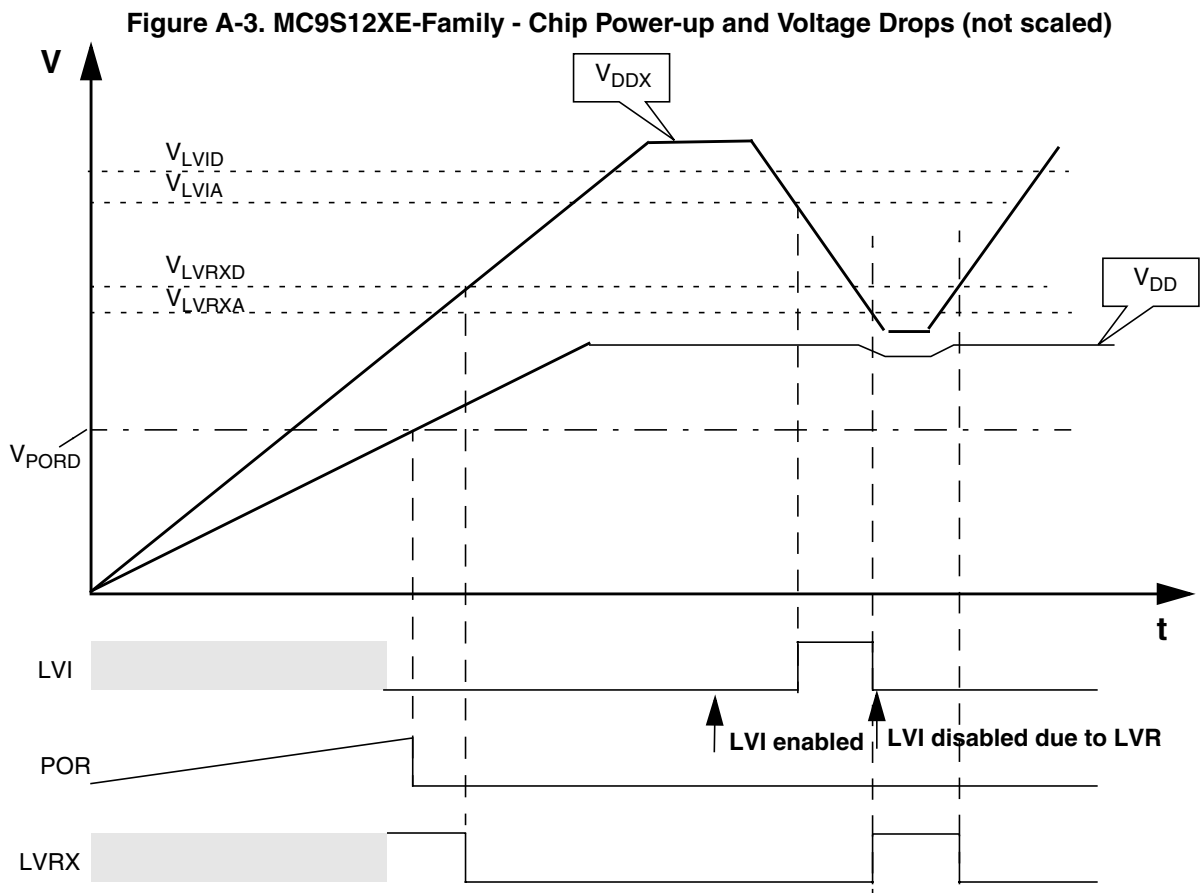 Figure A-3. MC9S12XE-Family - Chip Power-up and Voltage Drops (not scaled)
V
VDDX
VLVID
VLVIA
VLVRXD
VLVRXA
VDD
VPORD
t
LVI
LVI enabled
LVI disabled due to LVR
POR
LVRX